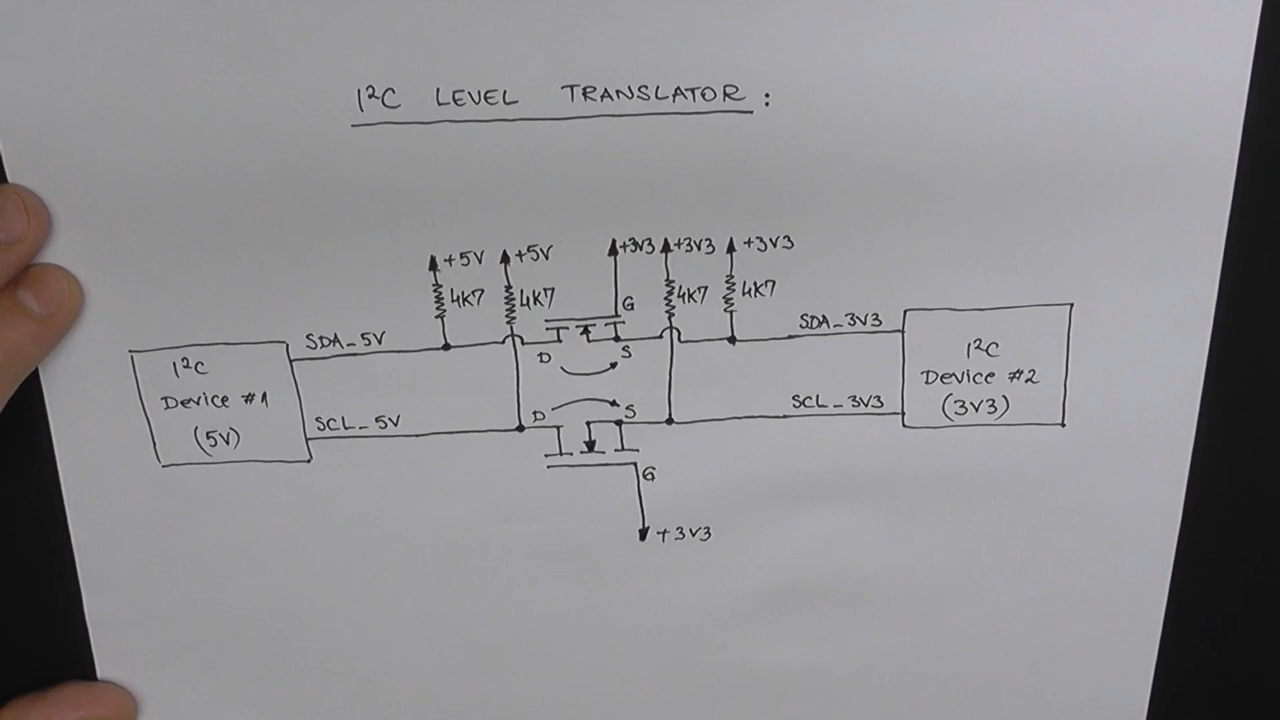 I²C LEVEL TRANSLATOR :
+5V +5V +3V3 +3V3 +3V3
4K7 4K7 G 4K7 4K7
SDA_5V D S SDA_3V3
I²C
Device #1
(5V)
I²C
Device #2
(3V3)
SCL_5V D S SCL_3V3
G
+3V3